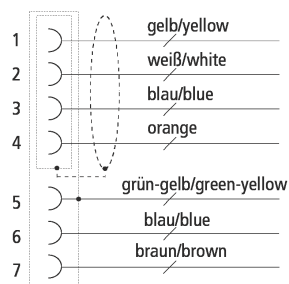 1 gelb/yellow
2 weiß/white
3 blau/blue
4 orange
5 grün-gelb/green-yellow
6 blau/blue
7 braun/brown